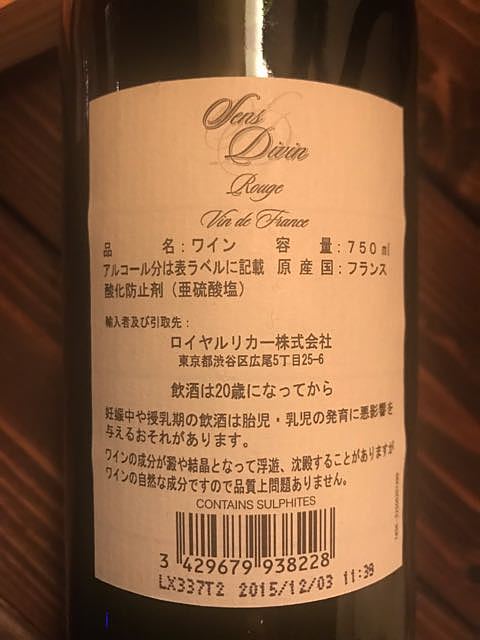 Sens
Divin
Rouge
Vin de France
品 名：ワイン 容 量：750ml
アルコール分は表ラベルに記載 原産国：フランス
酸化防止剤（亜硫酸塩）
輸入者及び引取先：
ロイヤルリカー株式会社
東京都渋谷区広尾5丁目25-6
飲酒は20歳になってから
妊娠中や授乳期の飲酒は胎児・乳児の発育に悪影響を
与えるおそれがあります。
ワインの成分が澱や結晶となって浮遊、沈殿することがありますが
ワインの自然な成分ですので品質上問題ありません。
CONTAINS SULPHITES
3 429679 938228
LX337T2 2015/12/03 11:39